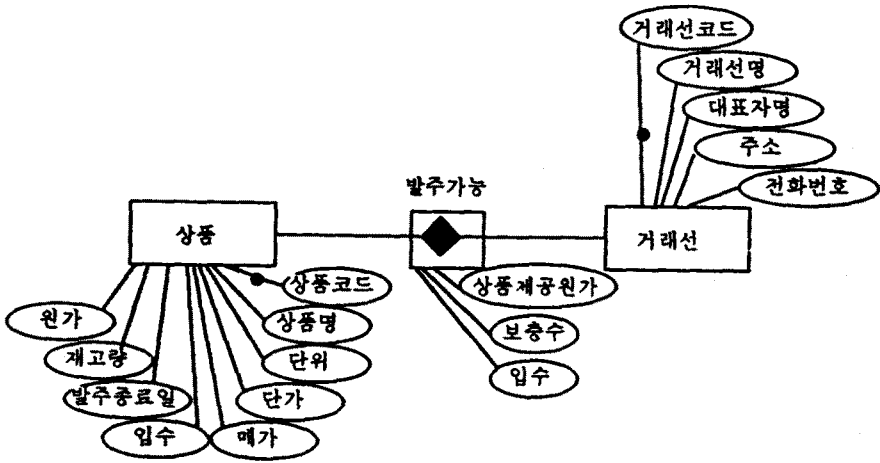 거래선코드
거래선명
대표자명
주소
전화번호
발주가능
상품
거래선
상품코드
상품제공원가
원가
상품명
보충수
재고량
단위
입수
발주종료일
단가
입수
매가